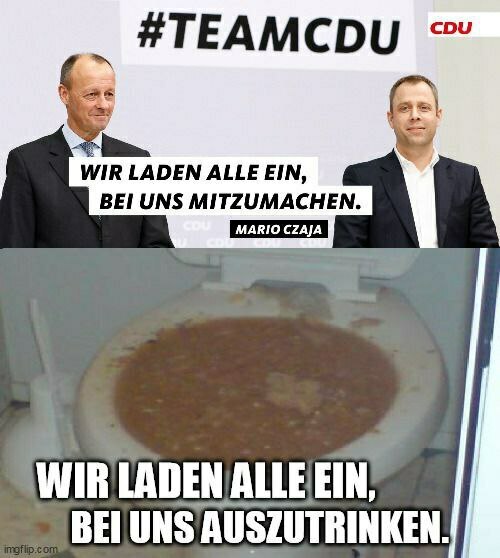 #TEAMCDU
CDU
WIR LADEN ALLE EIN,
BEI UNS MITZUMACHEN.
CDU
MARIO CZAJA
CDU CDU CDU
WIR LADEN ALLE EIN,
BEI UNS AUSZUTRINKEN.
imgflip.com